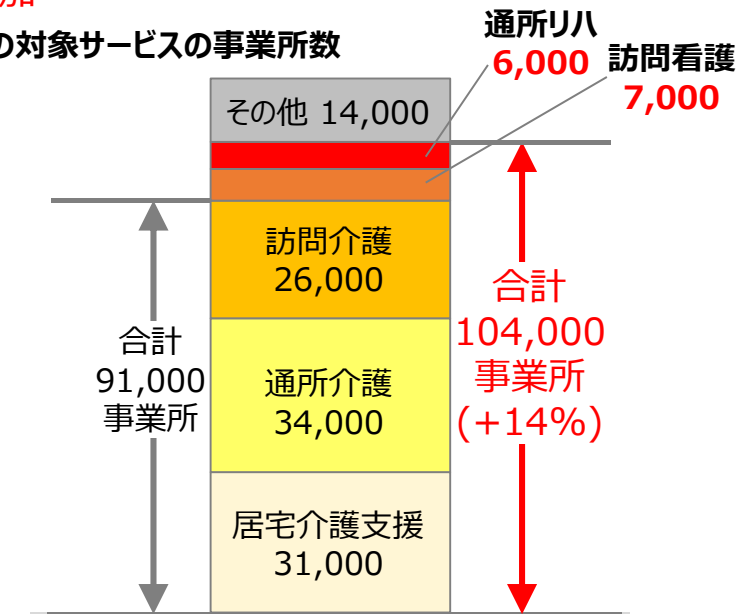 の対象サービスの事業所数
通所リハ
6,000
訪問看護
7,000
その他 14,000
訪問介護
26,000
通所介護
34,000
居宅介護支援
31,000
合計
91,000
事業所
合計
104,000
事業所
(+14%)